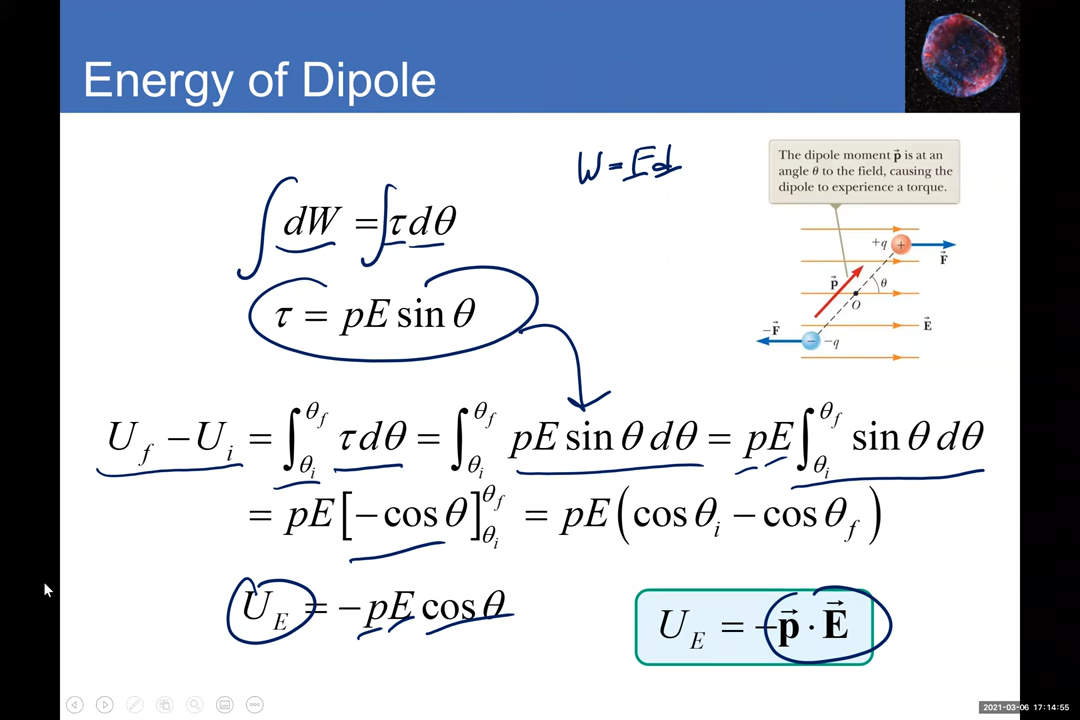 Energy of Dipole
W = Fd
The dipole moment p⃗ is at an
angle θ to the field, causing the
dipole to experience a torque.
∫dW = ∫τdθ
τ = pE sin θ
+q
+
F⃗
p⃗
θ
O
−F⃗
−
−q
E⃗
U_f − U_i = ∫_{θ_i}^{θ_f} τdθ = ∫_{θ_i}^{θ_f} pE sin θ dθ = pE ∫_{θ_i}^{θ_f} sin θ dθ
= pE[−cos θ]_{θ_i}^{θ_f} = pE(cos θ_i − cos θ_f)
U_E = −pE cos θ
U_E = −p⃗ · E⃗
2021-03-06 17:14:55